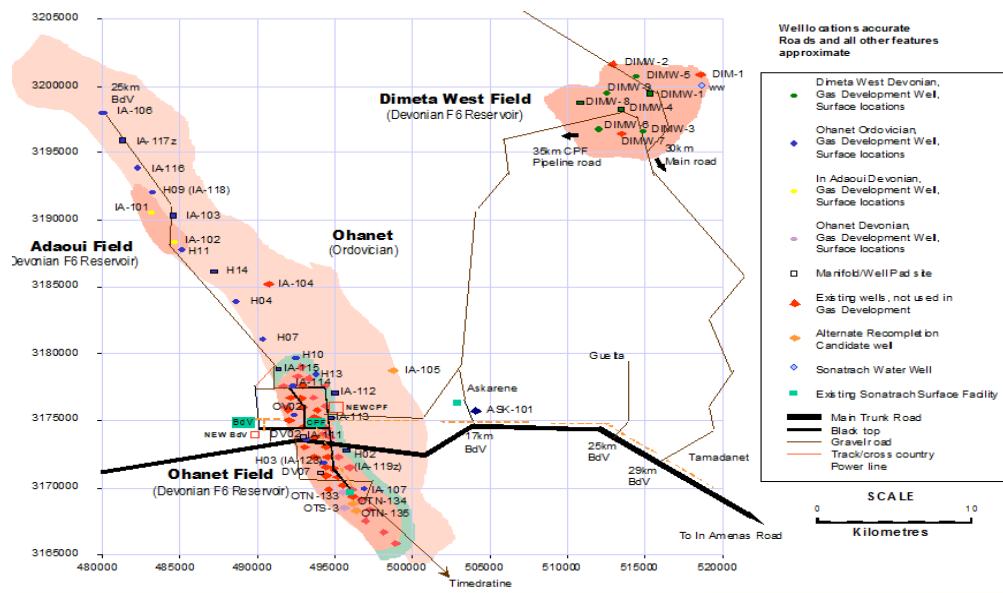 3205000
3200000
3195000
3190000
3185000
3180000
3175000
3170000
3165000
480000
485000
490000
495000
500000
505000
510000
515000
520000
25km
BdV
IA-106
IA-117z
IA-116
H09 (IA-118)
IA-101
IA-103
IA-102
H11
Adaoui Field
Devonian F6 Reservoir)
H14
IA-104
H04
H07
Ohanet
(Ordovician)
H10
IA-115
H13
IA-114
IA-112
IA-105
NEWCPF
OV02
IA-113
BdV
CPF
NEW BdV
DV02
IA-111
H02
H03 (IA-128)
(IA-119z)
DV07
Ohanet Field
(Devonian F6 Reservoir)
IA-107
OTN-133
OTN-134
OTS-3
OTN-135
Timedratine
Dimeta West Field
(Devonian F6 Reservoir)
DIMW-2
DIM-1
DIMW-5
ww
DIMW-9
DIMW-1
DIMW-8
DIMW-4
DIMW-6
DIMW-3
DIMW-7
35km CPF
Pipeline road
30km
Main road
Askarene
ASK-101
17km
BdV
Guelta
25km
BdV
29km
BdV
Tamadanet
To In Amenas Road
Well locations accurate
Roads and all other features
approximate
Dimeta West Devonian,
Gas Development Well,
Surface locations
Ohanet Ordovician,
Gas Development Well,
Surface locations
In Adaoui Devonian,
Gas Development Well,
Surface locations
Ohanet Devonian,
Gas Development Well,
Surface locations
Manifold/Well Pad site
Existing wells, not used in
Gas Development
Alternate Recompletion
Candidate well
Sonatrach Water Well
Existing Sonatrach Surface Facility
Main Trunk Road
Black top
Gravel road
Track/cross country
Power line
SCALE
0
10
Kilometres